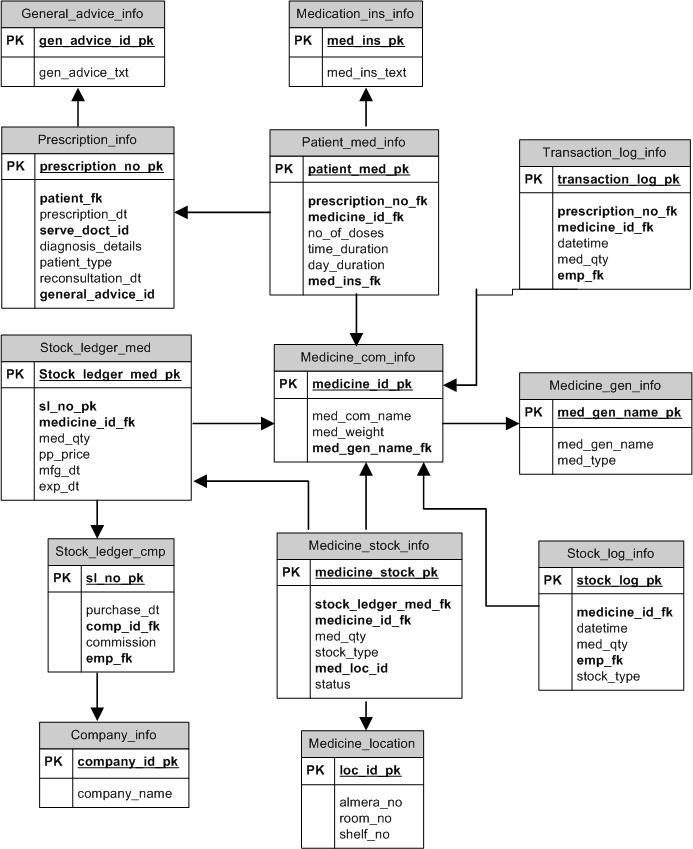 General_advice_info
PK gen_advice_id_pk
gen_advice_txt
Medication_ins_info
PK med_ins_pk
med_ins_text
Prescription_info
PK prescription_no_pk
patient_fk
prescription_dt
serve_doct_id
diagnosis_details
patient_type
reconsultation_dt
general_advice_id
Patient_med_info
PK patient_med_pk
prescription_no_fk
medicine_id_fk
no_of_doses
time_duration
day_duration
med_ins_fk
Transaction_log_info
PK transaction_log_pk
prescription_no_fk
medicine_id_fk
datetime
med_qty
emp_fk
Stock_ledger_med
PK Stock_ledger_med_pk
sl_no_pk
medicine_id_fk
med_qty
pp_price
mfg_dt
exp_dt
Medicine_com_info
PK medicine_id_pk
med_com_name
med_weight
med_gen_name_fk
Medicine_gen_info
PK med_gen_name_pk
med_gen_name
med_type
Stock_ledger_cmp
PK sl_no_pk
purchase_dt
comp_id_fk
commission
emp_fk
Medicine_stock_info
PK medicine_stock_pk
stock_ledger_med_fk
medicine_id_fk
med_qty
stock_type
med_loc_id
status
Stock_log_info
PK stock_log_pk
medicine_id_fk
datetime
med_qty
emp_fk
stock_type
Company_info
PK company_id_pk
company_name
Medicine_location
PK loc_id_pk
almera_no
room_no
shelf_no